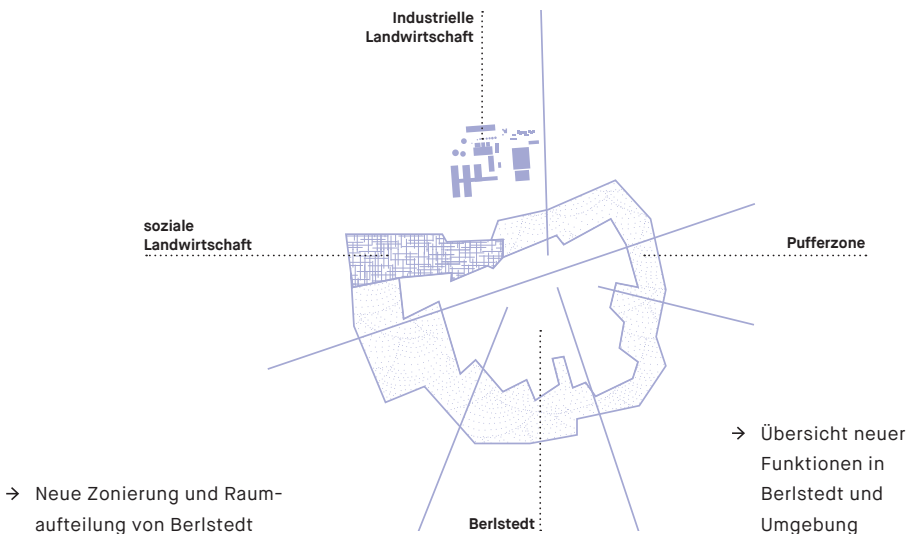 Industrielle
Landwirtschaft
soziale
Landwirtschaft
Pufferzone
Berlstedt
→ Neue Zonierung und Raum-
aufteilung von Berlstedt
→ Übersicht neuer
Funktionen in
Berlstedt und
Umgebung